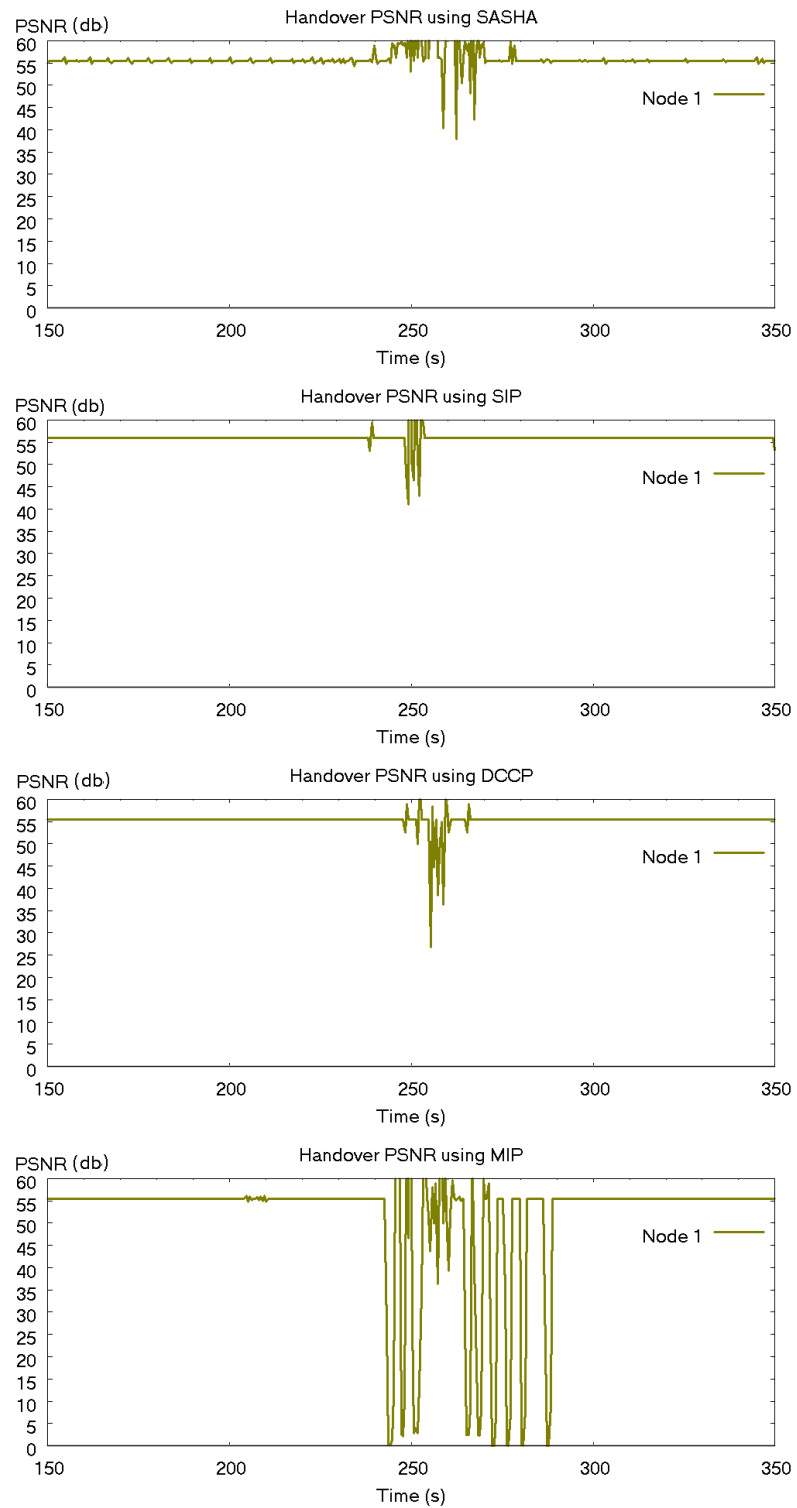 Handover PSNR using SASHA
PSNR (db)
60
55
50
45
40
35
30
25
20
15
10
5
0
Node 1
150 200 250 300 350
Time (s)
Handover PSNR using SIP
PSNR (db)
60
55
50
45
40
35
30
25
20
15
10
5
0
Node 1
150 200 250 300 350
Time (s)
Handover PSNR using DCCP
PSNR (db)
60
55
50
45
40
35
30
25
20
15
10
5
0
Node 1
150 200 250 300 350
Time (s)
Handover PSNR using MIP
PSNR (db)
60
55
50
45
40
35
30
25
20
15
10
5
0
Node 1
150 200 250 300 350
Time (s)